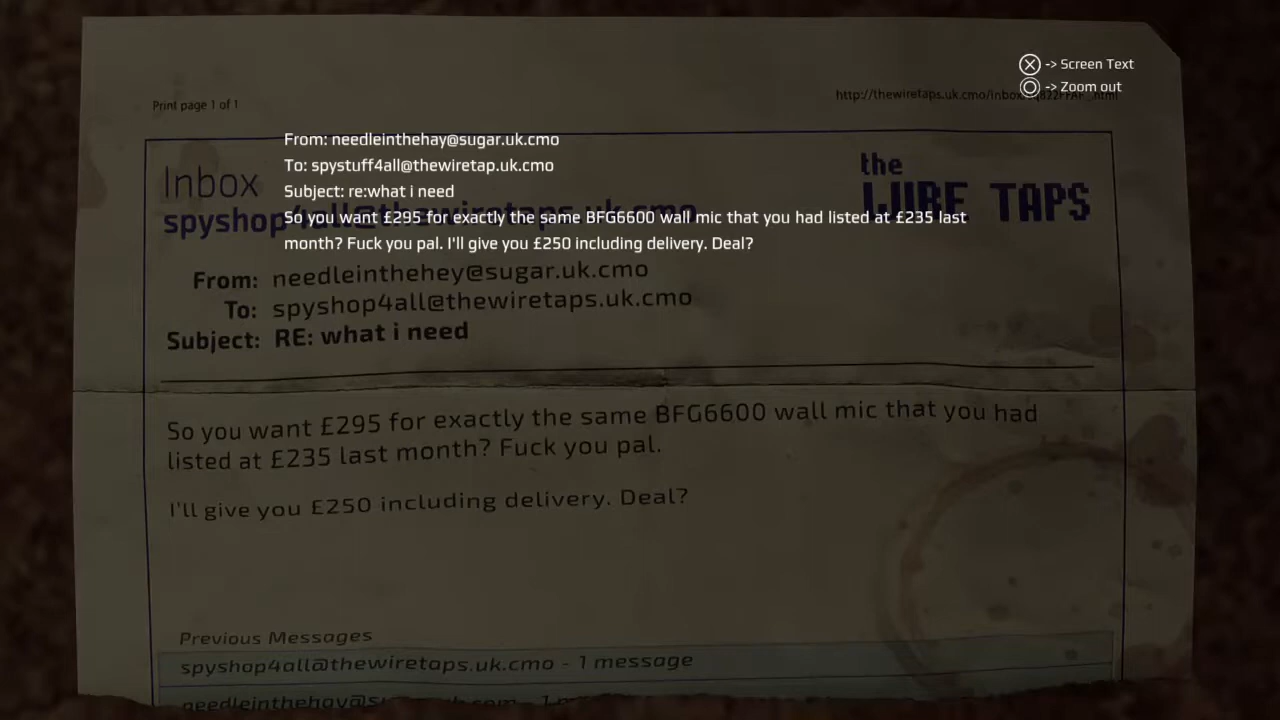 -> Screen Text
-> Zoom out
Print page 1 of 1
http://thewiretaps.uk.cmo/inbox
From: needleinthehay@sugar.uk.cmo
To: spystuff4all@thewiretap.uk.cmo
Subject: re:what i need
So you want £295 for exactly the same BFG6600 wall mic that you had listed at £235 last
month? Fuck you pal. I'll give you £250 including delivery. Deal?
Inbox
spyshop4all@thewiretaps.uk.cmo
the
WIRE TAPS
From: needleinthehey@sugar.uk.cmo
To: spyshop4all@thewiretaps.uk.cmo
Subject: RE: what i need
So you want £295 for exactly the same BFG6600 wall mic that you had
listed at £235 last month? Fuck you pal.
I'll give you £250 including delivery. Deal?
Previous Messages
spyshop4all@thewiretaps.uk.cmo - 1 message